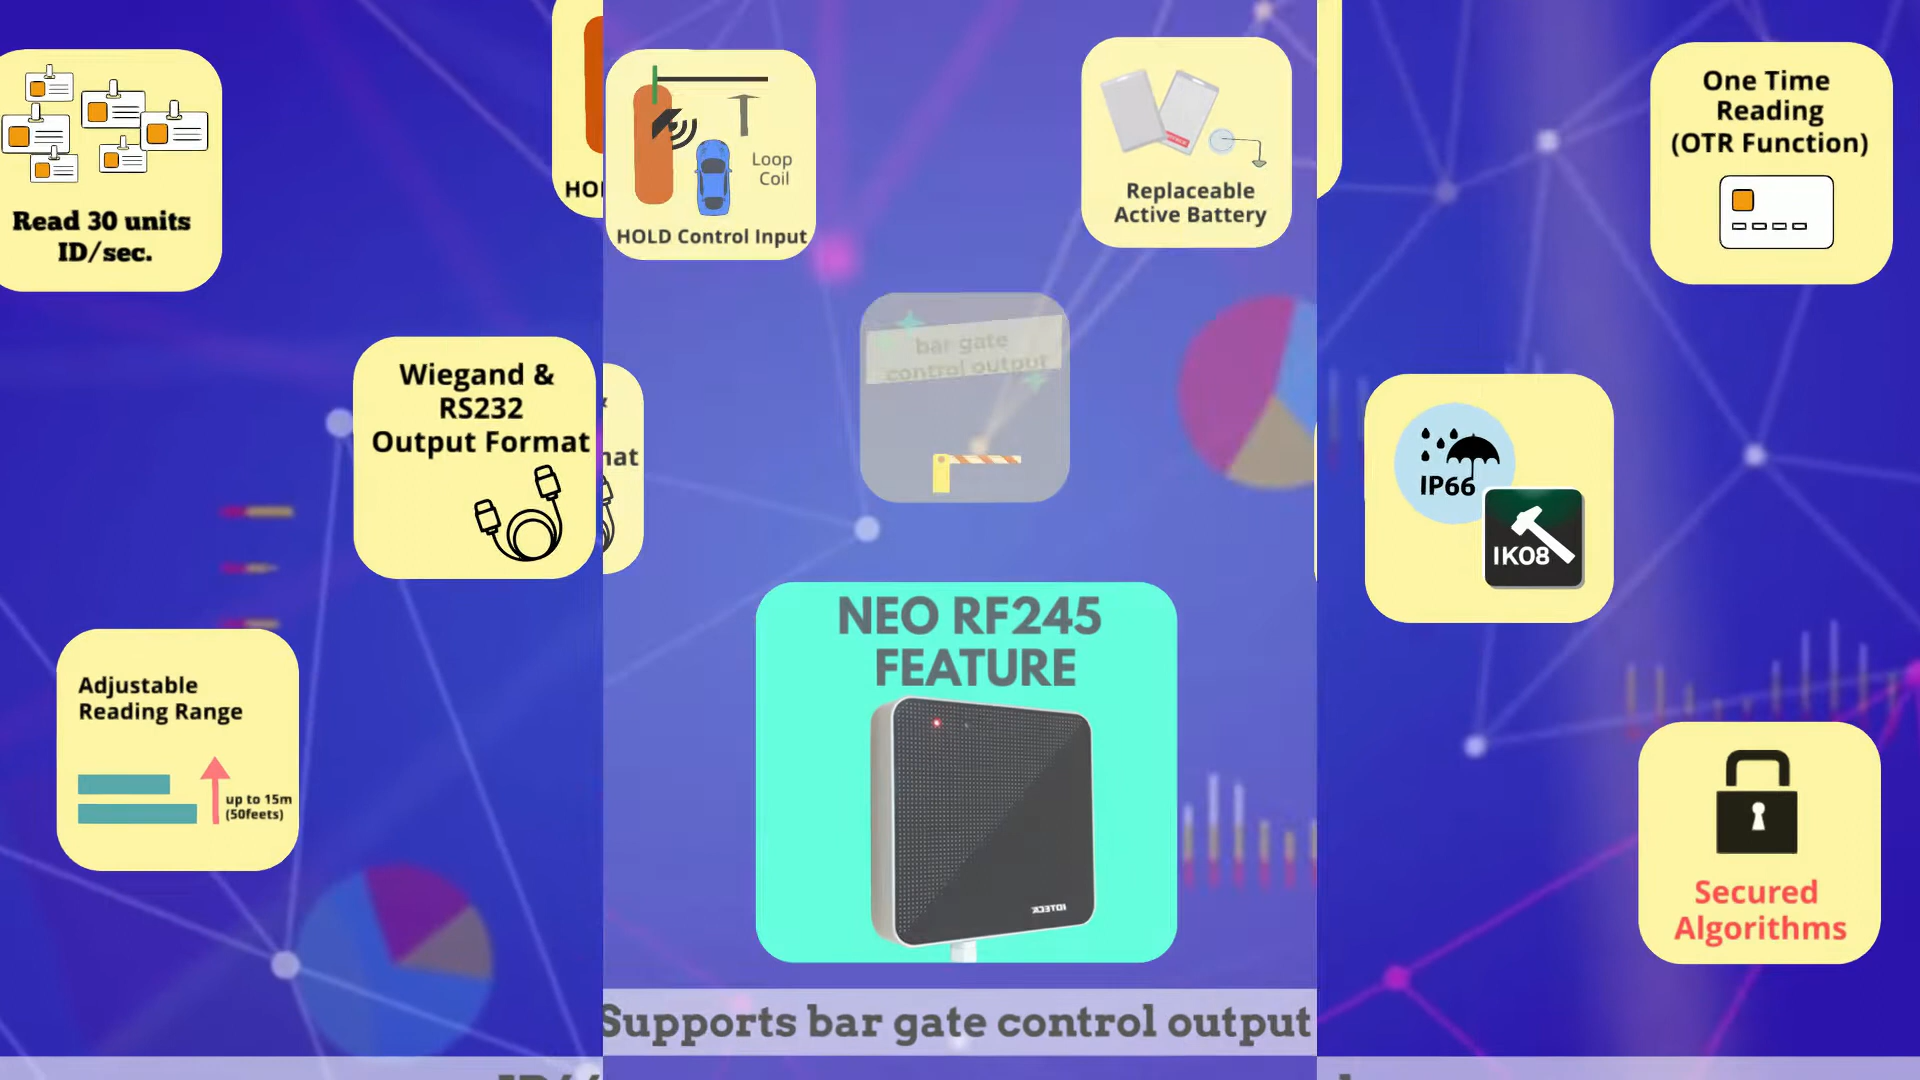 Read 30 units
ID/sec.
HOL
Loop
Coil
HOLD Control Input
Replaceable
Active Battery
One Time
Reading
(OTR Function)
bar gate
control output
Wiegand &
RS232
Output Format
IP66
IK08
Adjustable
Reading Range
up to 15m
(50feets)
NEO RF245
FEATURE
IDTECK
Secured
Algorithms
Supports bar gate control output